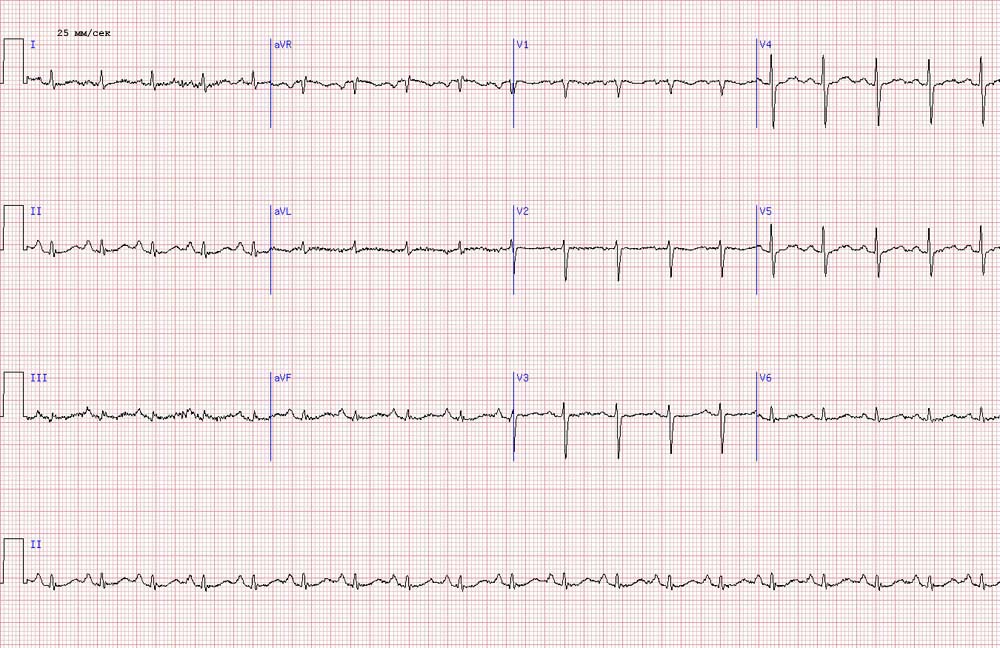 25 мм/сек
I aVR V1 V4
II aVL V2 V5
III aVF V3 V6
II